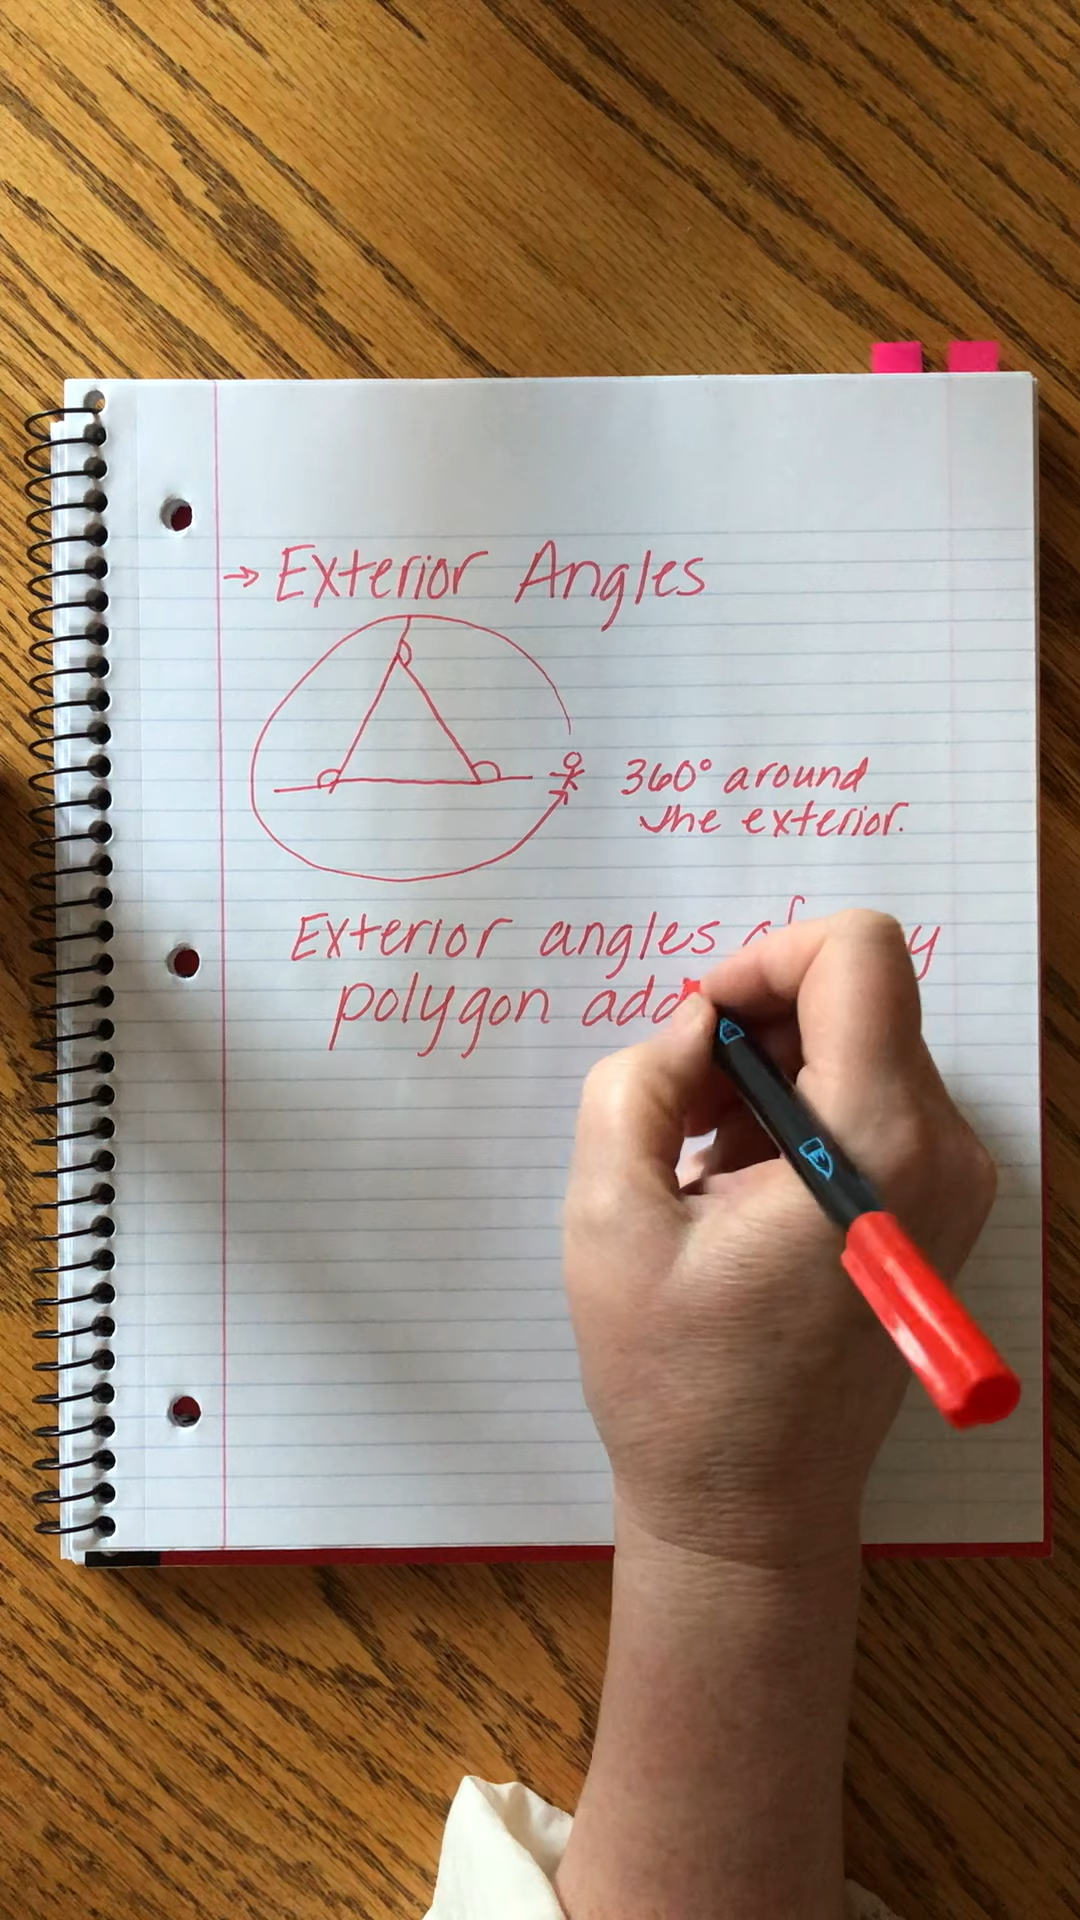 → Exterior Angles
360° around
the exterior.
Exterior angles
polygon add